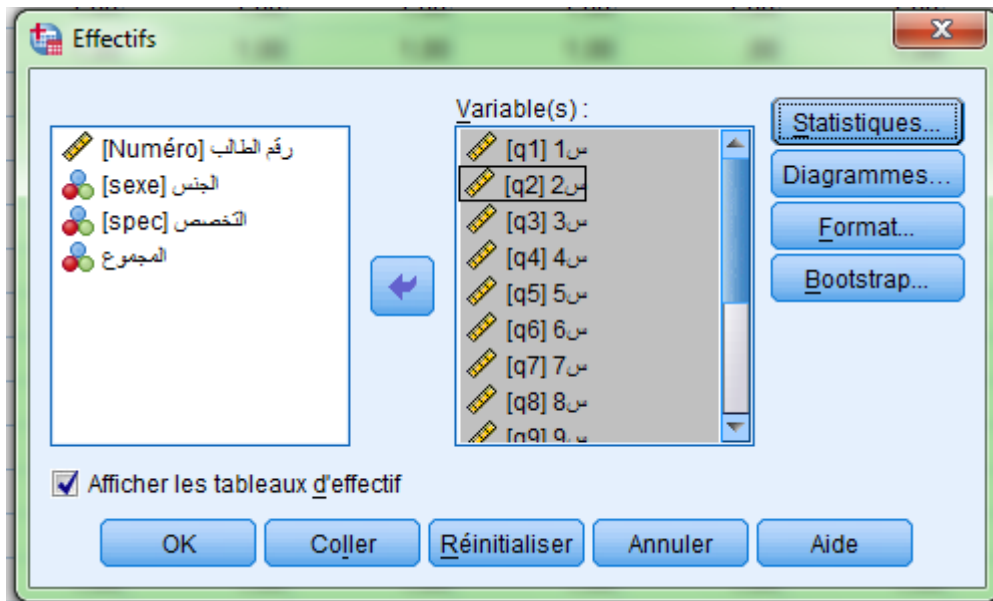 Effectifs
Variable(s) :
رقم الطالب [Numéro]
الجنس [sexe]
التخصص [spec]
المجموع
س1 [q1]
س2 [q2]
س3 [q3]
س4 [q4]
س5 [q5]
س6 [q6]
س7 [q7]
س8 [q8]
س9 [q9]
Statistiques...
Diagrammes...
Format...
Bootstrap...
Afficher les tableaux d'effectif
OK
Coller
Réinitialiser
Annuler
Aide